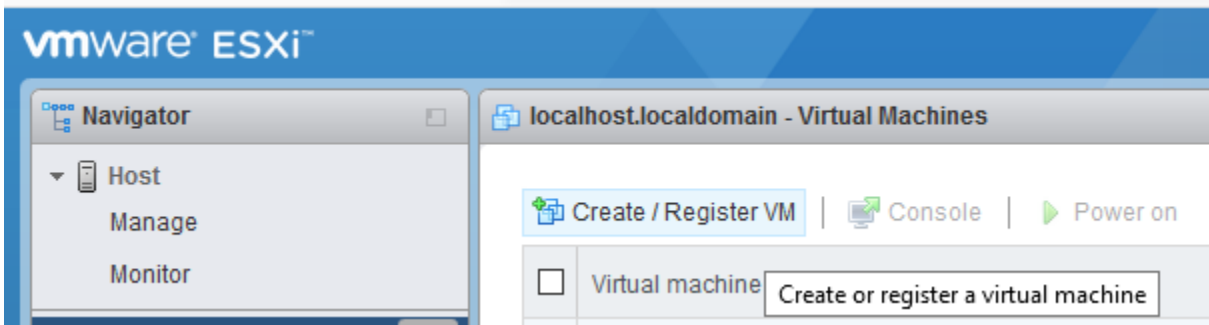 vmware® ESXi™
Navigator
localhost.localdomain - Virtual Machines
Host
Manage
Monitor
Create / Register VM
Console
Power on
Virtual machine
Create or register a virtual machine